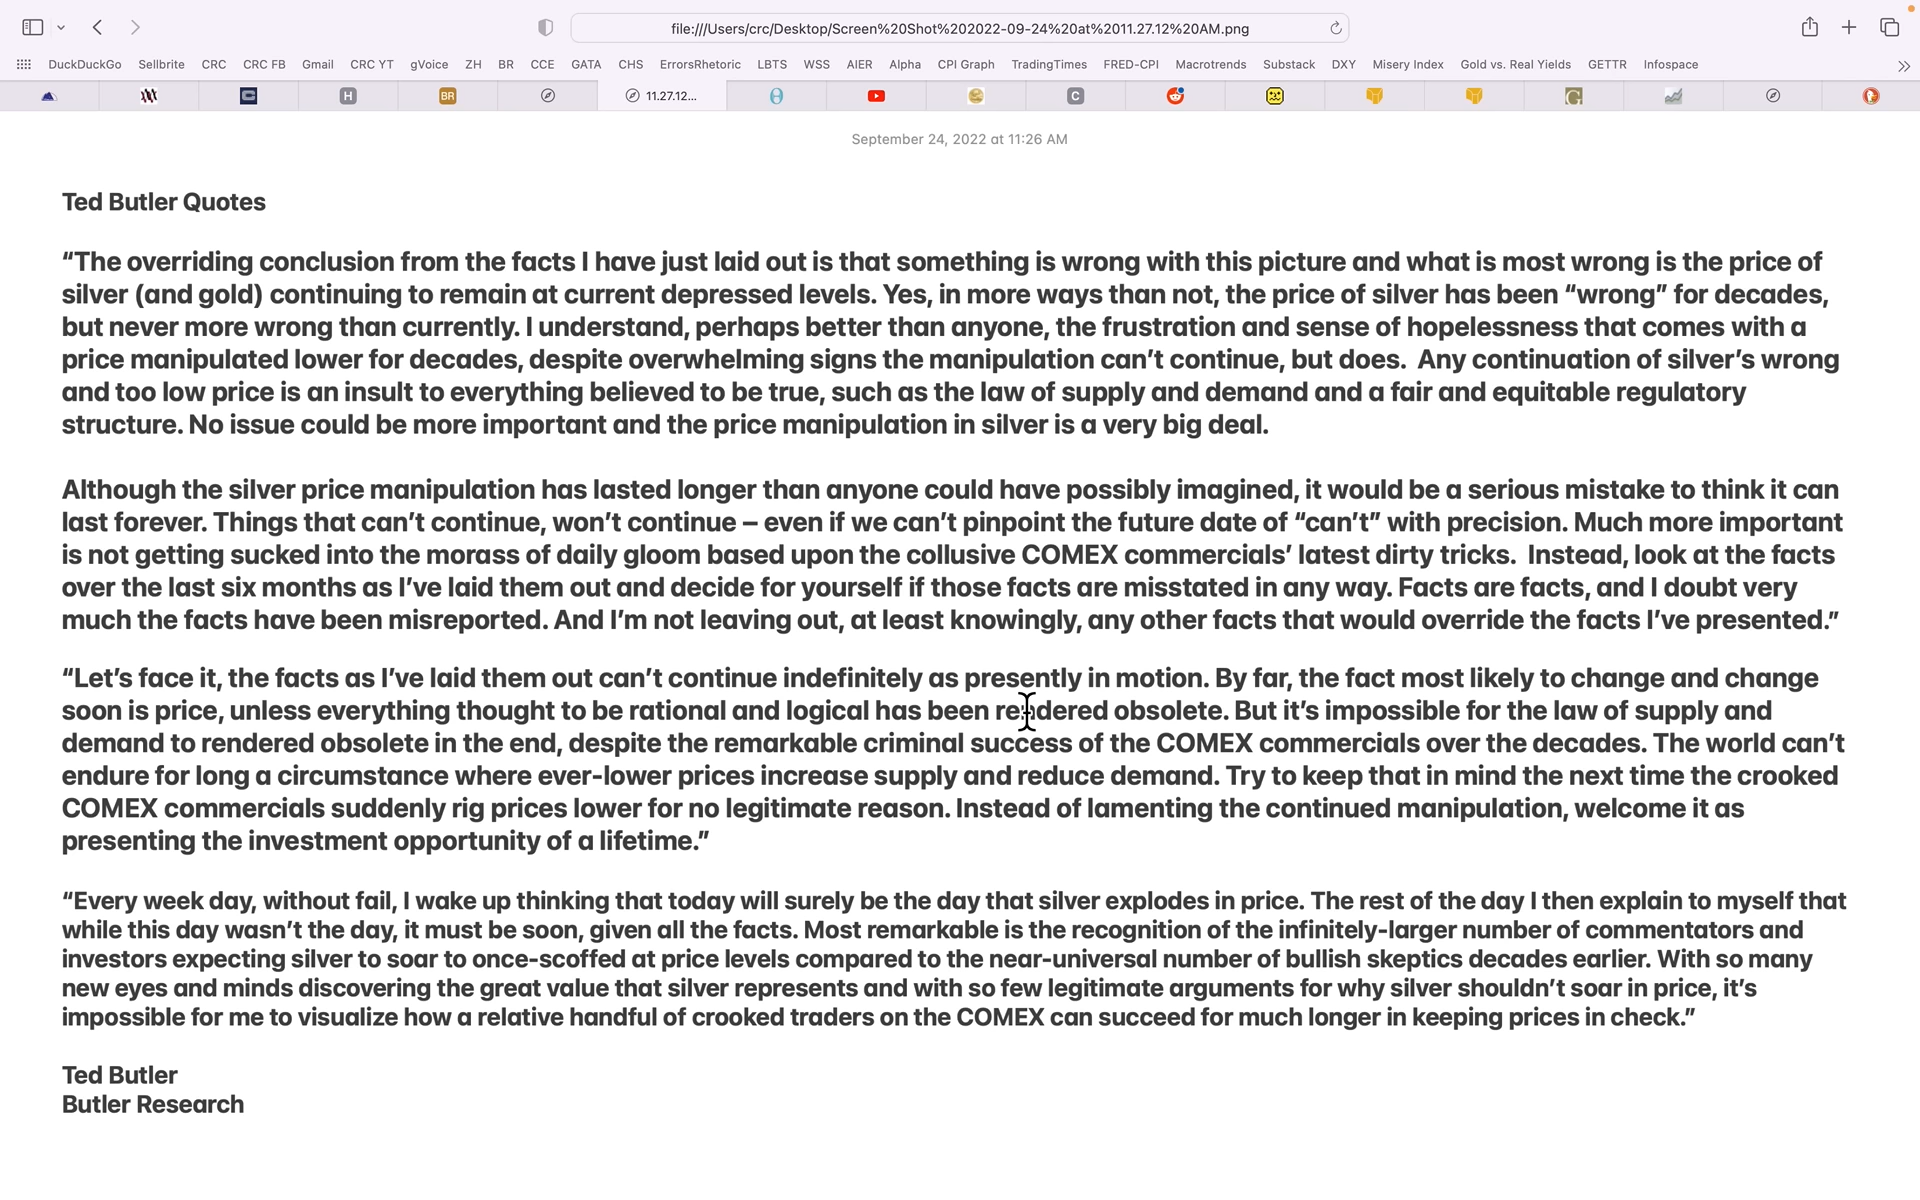 file:///Users/crc/Desktop/Screen%20Shot%202022-09-24%20at%2011.27.12%20AM.png
DuckDuckGo Sellbrite CRC CRC FB Gmail CRC YT gVoice ZH BR CCE GATA CHS ErrorsRhetoric LBTS WSS AIER Alpha CPI Graph TradingTimes FRED-CPI Macrotrends Substack DXY Misery Index Gold vs. Real Yields GETTR Infospace
H BR 11.27.12... C
September 24, 2022 at 11:26 AM
Ted Butler Quotes
“The overriding conclusion from the facts I have just laid out is that something is wrong with this picture and what is most wrong is the price of
silver (and gold) continuing to remain at current depressed levels. Yes, in more ways than not, the price of silver has been “wrong” for decades,
but never more wrong than currently. I understand, perhaps better than anyone, the frustration and sense of hopelessness that comes with a
price manipulated lower for decades, despite overwhelming signs the manipulation can’t continue, but does.  Any continuation of silver’s wrong
and too low price is an insult to everything believed to be true, such as the law of supply and demand and a fair and equitable regulatory
structure. No issue could be more important and the price manipulation in silver is a very big deal.
Although the silver price manipulation has lasted longer than anyone could have possibly imagined, it would be a serious mistake to think it can
last forever. Things that can’t continue, won’t continue – even if we can’t pinpoint the future date of “can’t” with precision. Much more important
is not getting sucked into the morass of daily gloom based upon the collusive COMEX commercials’ latest dirty tricks.  Instead, look at the facts
over the last six months as I’ve laid them out and decide for yourself if those facts are misstated in any way. Facts are facts, and I doubt very
much the facts have been misreported. And I’m not leaving out, at least knowingly, any other facts that would override the facts I’ve presented.”
“Let’s face it, the facts as I’ve laid them out can’t continue indefinitely as presently in motion. By far, the fact most likely to change and change
soon is price, unless everything thought to be rational and logical has been rendered obsolete. But it’s impossible for the law of supply and
demand to rendered obsolete in the end, despite the remarkable criminal success of the COMEX commercials over the decades. The world can’t
endure for long a circumstance where ever-lower prices increase supply and reduce demand. Try to keep that in mind the next time the crooked
COMEX commercials suddenly rig prices lower for no legitimate reason. Instead of lamenting the continued manipulation, welcome it as
presenting the investment opportunity of a lifetime.”
“Every week day, without fail, I wake up thinking that today will surely be the day that silver explodes in price. The rest of the day I then explain to myself that
while this day wasn’t the day, it must be soon, given all the facts. Most remarkable is the recognition of the infinitely-larger number of commentators and
investors expecting silver to soar to once-scoffed at price levels compared to the near-universal number of bullish skeptics decades earlier. With so many
new eyes and minds discovering the great value that silver represents and with so few legitimate arguments for why silver shouldn’t soar in price, it’s
impossible for me to visualize how a relative handful of crooked traders on the COMEX can succeed for much longer in keeping prices in check.”
Ted Butler
Butler Research